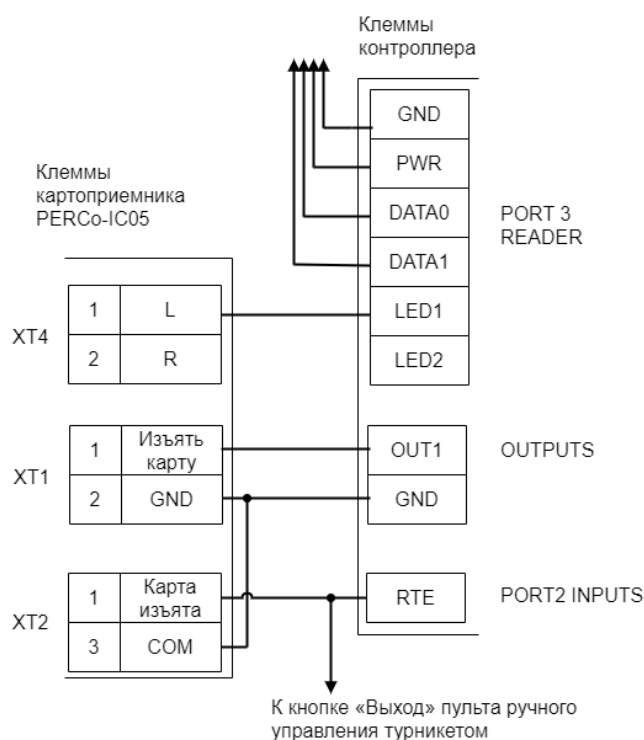 Клеммы
контроллера
GND
PWR
DATA0
DATA1
LED1
LED2
PORT 3
READER
Клеммы
картоприемника
PERCo-IC05
XT4
1 L
2 R
XT1
1 Изъять
карту
2 GND
OUT1
GND
OUTPUTS
XT2
1 Карта
изъята
3 COM
RTE
PORT2 INPUTS
К кнопке «Выход» пульта ручного
управления турникетом